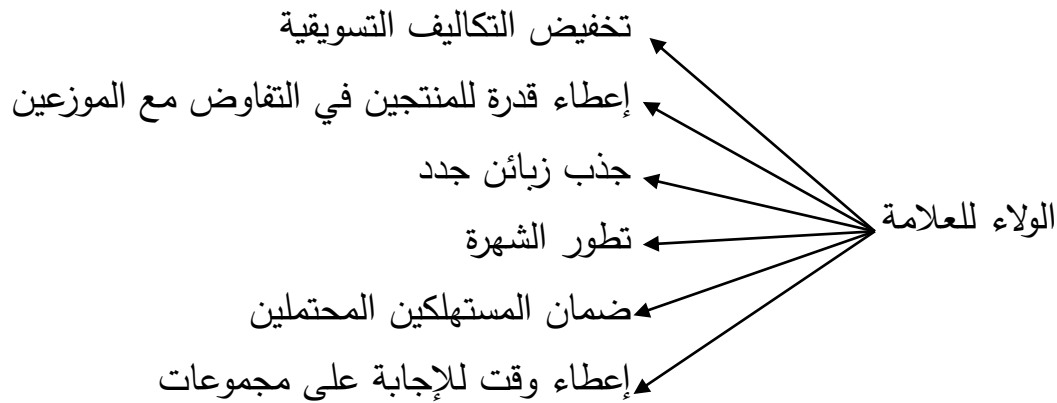 تخفيض التكاليف التسويقية
إعطاء قدرة للمنتجين في التفاوض مع الموزعين
جذب زبائن جدد
الولاء للعلامة
تطور الشهرة
ضمان المستهلكين المحتملين
إعطاء وقت للإجابة على مجموعات